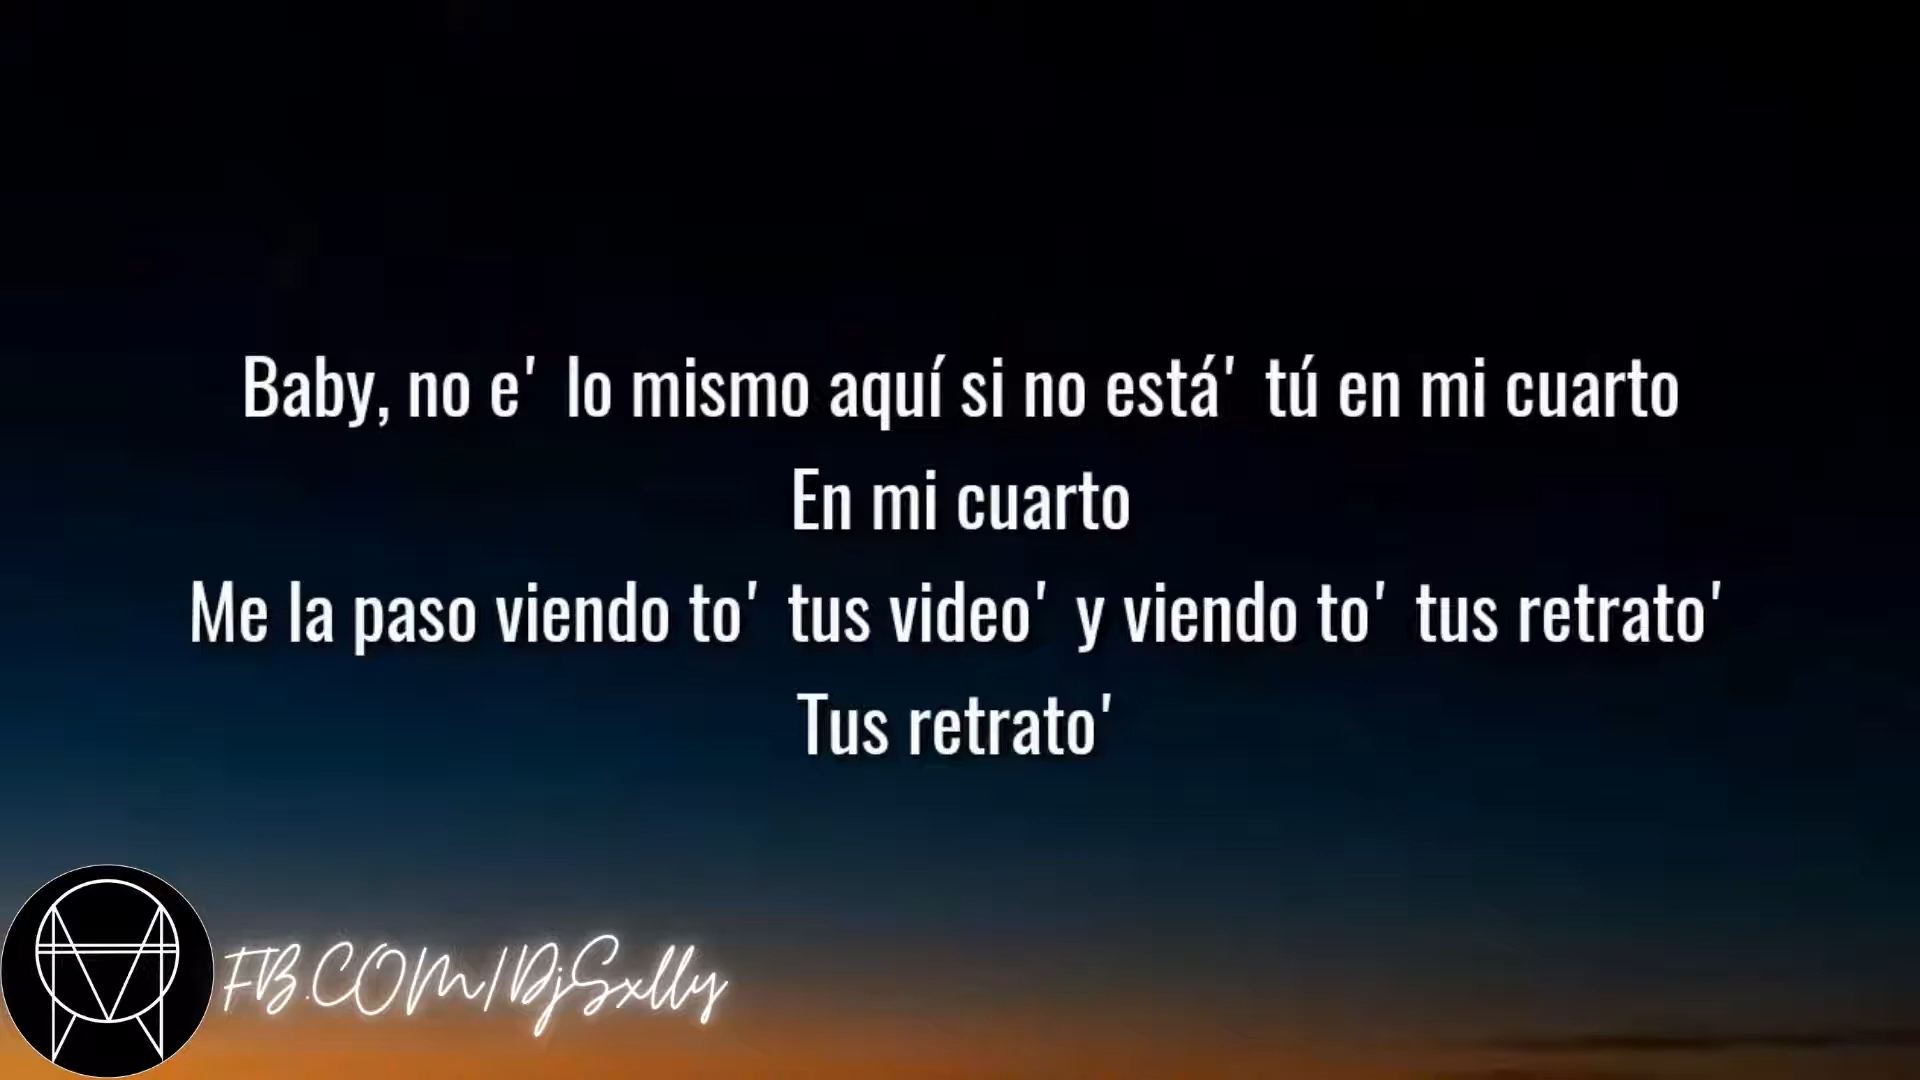 Baby, no e' lo mismo aquí si no está' tú en mi cuarto
En mi cuarto
Me la paso viendo to' tus video' y viendo to' tus retrato'
Tus retrato'
FB.COM/DjSxlly